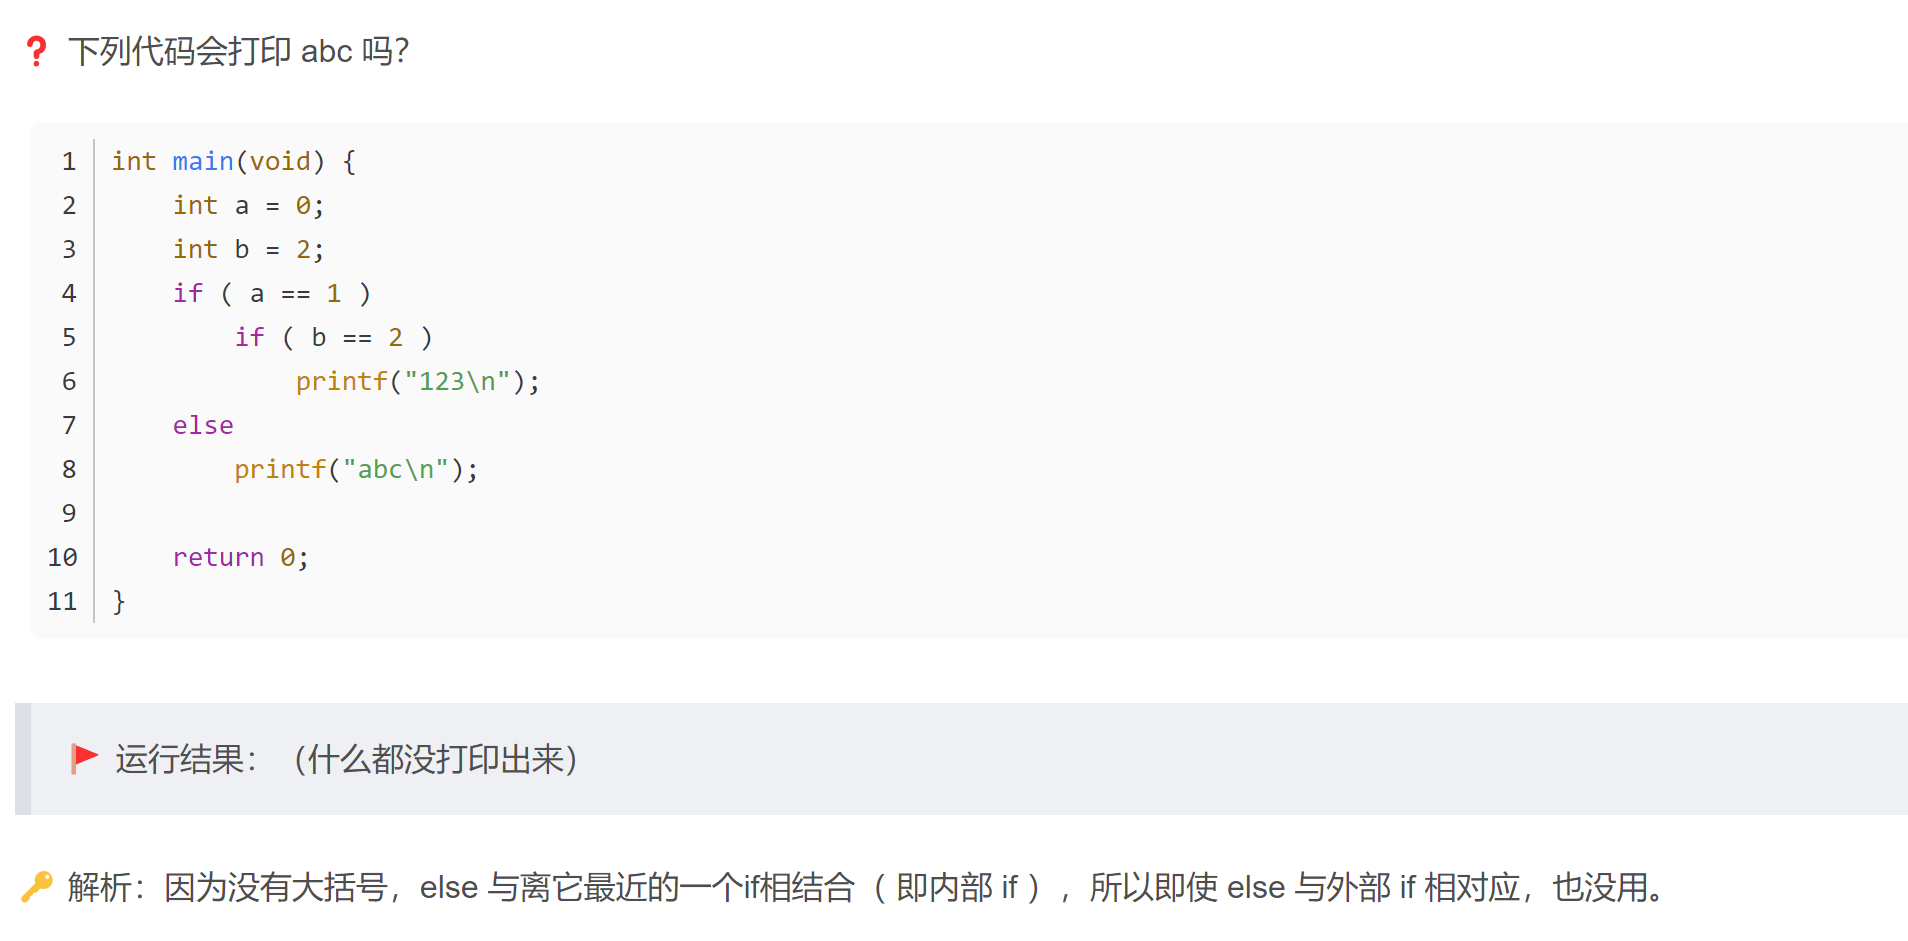 ❓ 下列代码会打印 abc 吗？
1 int main(void) {
2     int a = 0;
3     int b = 2;
4     if ( a == 1 )
5         if ( b == 2 )
6             printf("123\n");
7     else
8         printf("abc\n");
9
10     return 0;
11 }
🚩 运行结果：（什么都没打印出来）
🔑 解析：因为没有大括号，else 与离它最近的一个if相结合（ 即内部 if ），所以即使 else 与外部 if 相对应，也没用。